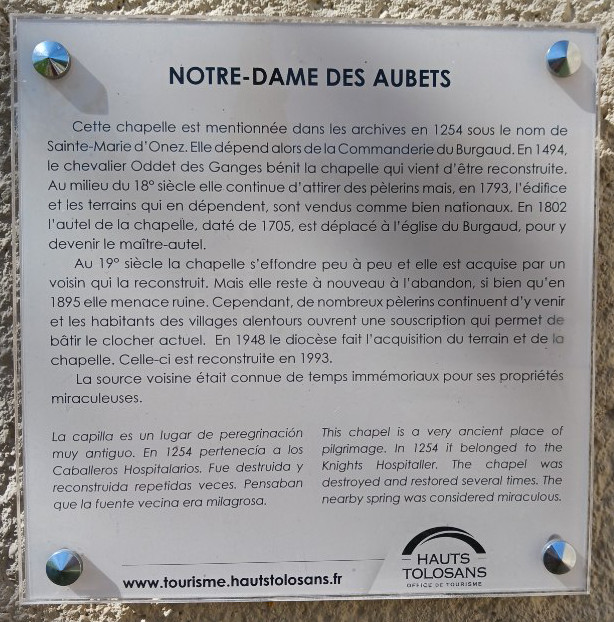 NOTRE-DAME DES AUBETS
Cette chapelle est mentionnée dans les archives en 1254 sous le nom de
Sainte-Marie d'Onez. Elle dépend alors de la Commanderie du Burgaud. En 1494,
le chevalier Oddet des Ganges bénit la chapelle qui vient d'être reconstruite.
Au milieu du 18° siècle elle continue d'attirer des pèlerins mais, en 1793, l'édifice
et les terrains qui en dépendent, sont vendus comme bien nationaux. En 1802
l'autel de la chapelle, daté de 1705, est déplacé à l'église du Burgaud, pour y
devenir le maître-autel.
Au 19° siècle la chapelle s'effondre peu à peu et elle est acquise par un
voisin qui la reconstruit. Mais elle reste à nouveau à l'abandon, si bien qu'en
1895 elle menace ruine. Cependant, de nombreux pèlerins continuent d'y venir
et les habitants des villages alentours ouvrent une souscription qui permet de
bâtir le clocher actuel. En 1948 le diocèse fait l'acquisition du terrain et de la
chapelle. Celle-ci est reconstruite en 1993.
La source voisine était connue de temps immémoriaux pour ses propriétés
miraculeuses.
La capilla es un lugar de peregrinación
muy antiguo. En 1254 pertenecía a los
Caballeros Hospitalarios. Fue destruida y
reconstruida repetidas veces. Pensaban
que la fuente vecina era milagrosa.
This chapel is a very ancient place of
pilgrimage. In 1254 it belonged to the
Knights Hospitaller. The chapel was
destroyed and restored several times. The
nearby spring was considered miraculous.
www.tourisme.hautstolosans.fr
HAUTS
TOLOSANS
OFFICE DE TOURISME